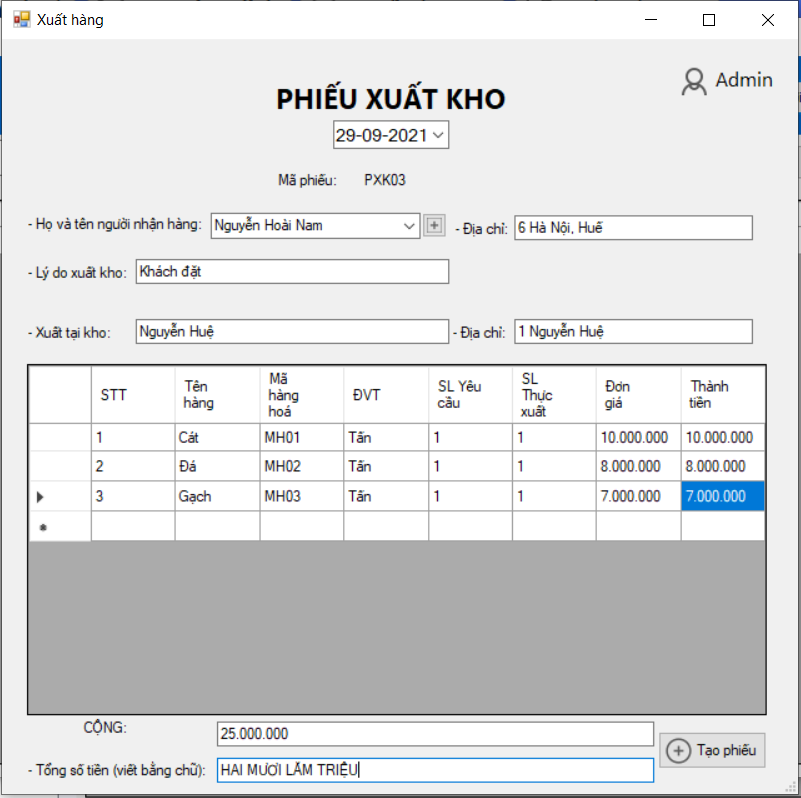 Xuất hàng
Admin
PHIẾU XUẤT KHO
29-09-2021
Mã phiếu: PXK03
- Họ và tên người nhận hàng: Nguyễn Hoài Nam - Địa chỉ: 6 Hà Nội, Huế
- Lý do xuất kho: Khách đặt
- Xuất tại kho: Nguyễn Huệ - Địa chỉ: 1 Nguyễn Huệ
STT Tên hàng Mã hàng hoá ĐVT SL Yêu cầu SL Thực xuất Đơn giá Thành tiền
1 Cát MH01 Tấn 1 1 10.000.000 10.000.000
2 Đá MH02 Tấn 1 1 8.000.000 8.000.000
3 Gạch MH03 Tấn 1 1 7.000.000 7.000.000
CỘNG: 25.000.000
Tạo phiếu
- Tổng số tiền (viết bằng chữ): HAI MƯƠI LĂM TRIỆU